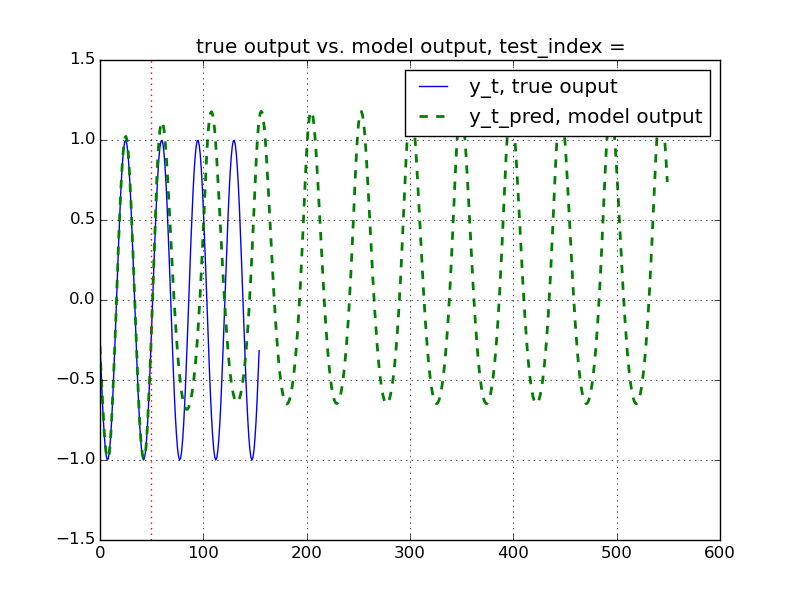 true output vs. model output, test_index =
y_t, true ouput
y_t_pred, model output
1.5
1.0
0.5
0.0
−0.5
−1.0
−1.5
0 100 200 300 400 500 600